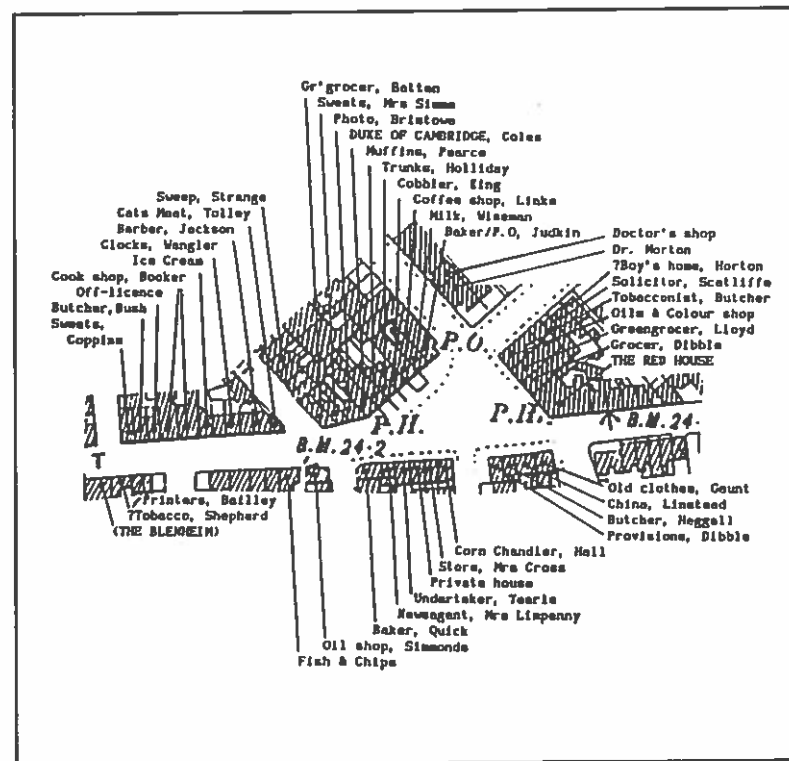 Gr'grocer, Batten
Sweets, Mrs Simms
Photo, Bristowe
DUKE OF CAMBRIDGE, Coles
Muffins, Pearce
Trunks, Holliday
Cobbler, King
Coffee shop, Links
Milk, Wiseman
Baker/P.O, Judkin
Sweep, Strange
Cats Meat, Tolley
Barber, Jackson
Clocks, Wangler
Ice Cream
Cook shop, Booker
Off-licence
Butcher, Bush
Sweets,
Coppins
Doctor's shop
Dr. Morton
?Boy's home, Horton
Solicitor, Scatliffe
Tobacconist, Butcher
Oils & Colour shop
Greengrocer, Lloyd
Grocer, Dibble
THE RED HOUSE
P.O.
P.H.
P.H.
B.M.24·2
B.M.24·
T
Printers, Bailley
?Tobacco, Shepherd
(THE BLENHEIM)
Old clothes, Gaunt
China, Linstead
Butcher, Heggell
Provisions, Dibble
Corn Chandler, Hall
Store, Mrs Cross
Private house
Undertaker, Tearle
Newsagent, Mrs Limpenny
Baker, Quick
Oil shop, Simmonds
Fish & Chips